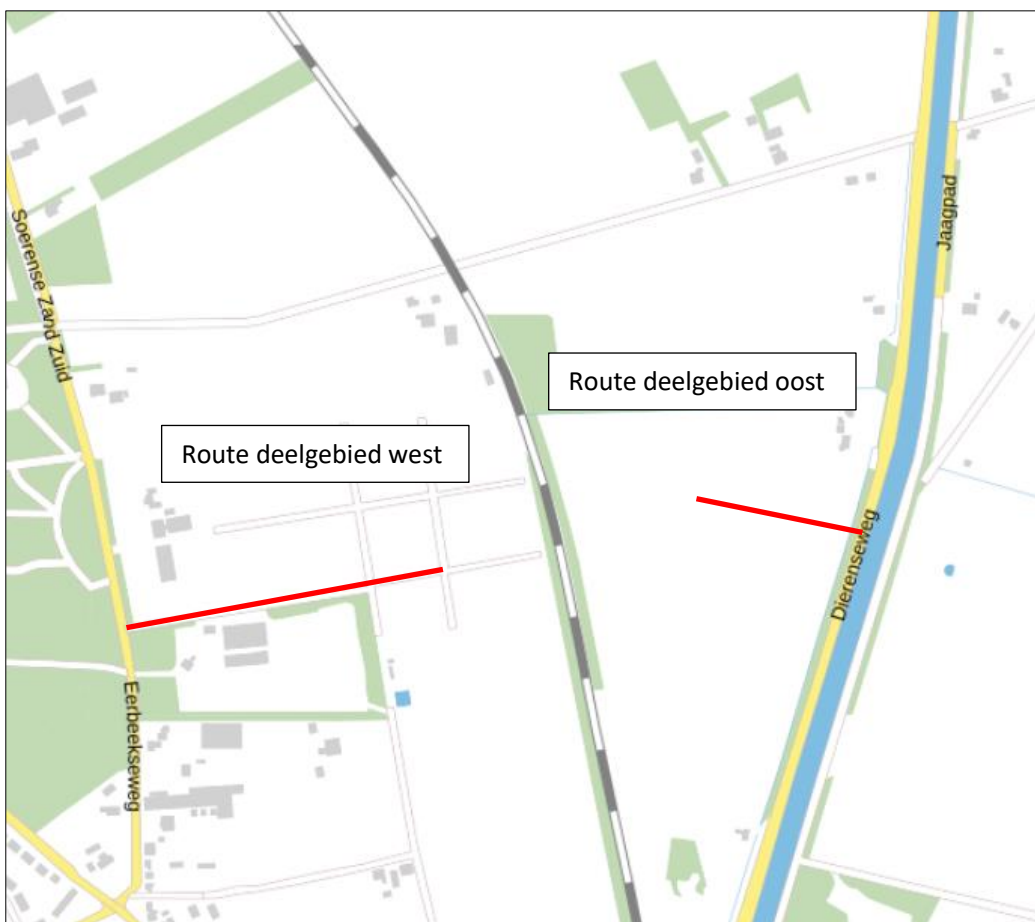 Soerense Zand Zuid
Jaagpad
Route deelgebied oost
Route deelgebied west
Dierenseweg
Eerbeekseweg